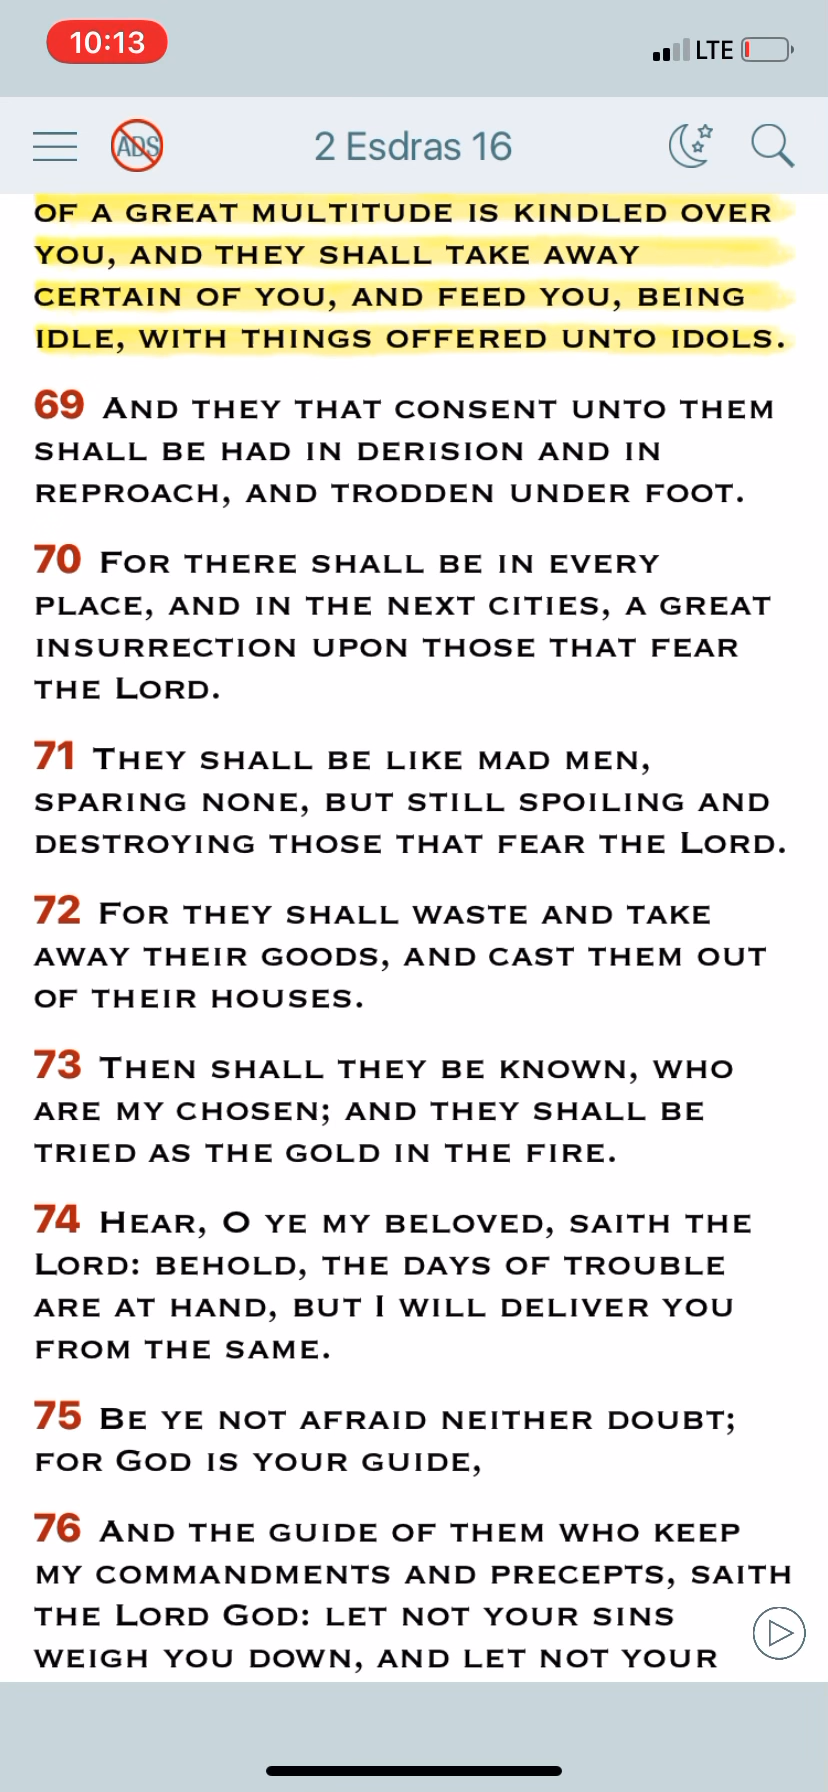 10:13
LTE
ADS
2 Esdras 16
OF A GREAT MULTITUDE IS KINDLED OVER
YOU, AND THEY SHALL TAKE AWAY
CERTAIN OF YOU, AND FEED YOU, BEING
IDLE, WITH THINGS OFFERED UNTO IDOLS.
69 AND THEY THAT CONSENT UNTO THEM
SHALL BE HAD IN DERISION AND IN
REPROACH, AND TRODDEN UNDER FOOT.
70 FOR THERE SHALL BE IN EVERY
PLACE, AND IN THE NEXT CITIES, A GREAT
INSURRECTION UPON THOSE THAT FEAR
THE LORD.
71 THEY SHALL BE LIKE MAD MEN,
SPARING NONE, BUT STILL SPOILING AND
DESTROYING THOSE THAT FEAR THE LORD.
72 FOR THEY SHALL WASTE AND TAKE
AWAY THEIR GOODS, AND CAST THEM OUT
OF THEIR HOUSES.
73 THEN SHALL THEY BE KNOWN, WHO
ARE MY CHOSEN; AND THEY SHALL BE
TRIED AS THE GOLD IN THE FIRE.
74 HEAR, O YE MY BELOVED, SAITH THE
LORD: BEHOLD, THE DAYS OF TROUBLE
ARE AT HAND, BUT I WILL DELIVER YOU
FROM THE SAME.
75 BE YE NOT AFRAID NEITHER DOUBT;
FOR GOD IS YOUR GUIDE,
76 AND THE GUIDE OF THEM WHO KEEP
MY COMMANDMENTS AND PRECEPTS, SAITH
THE LORD GOD: LET NOT YOUR SINS
WEIGH YOU DOWN, AND LET NOT YOUR